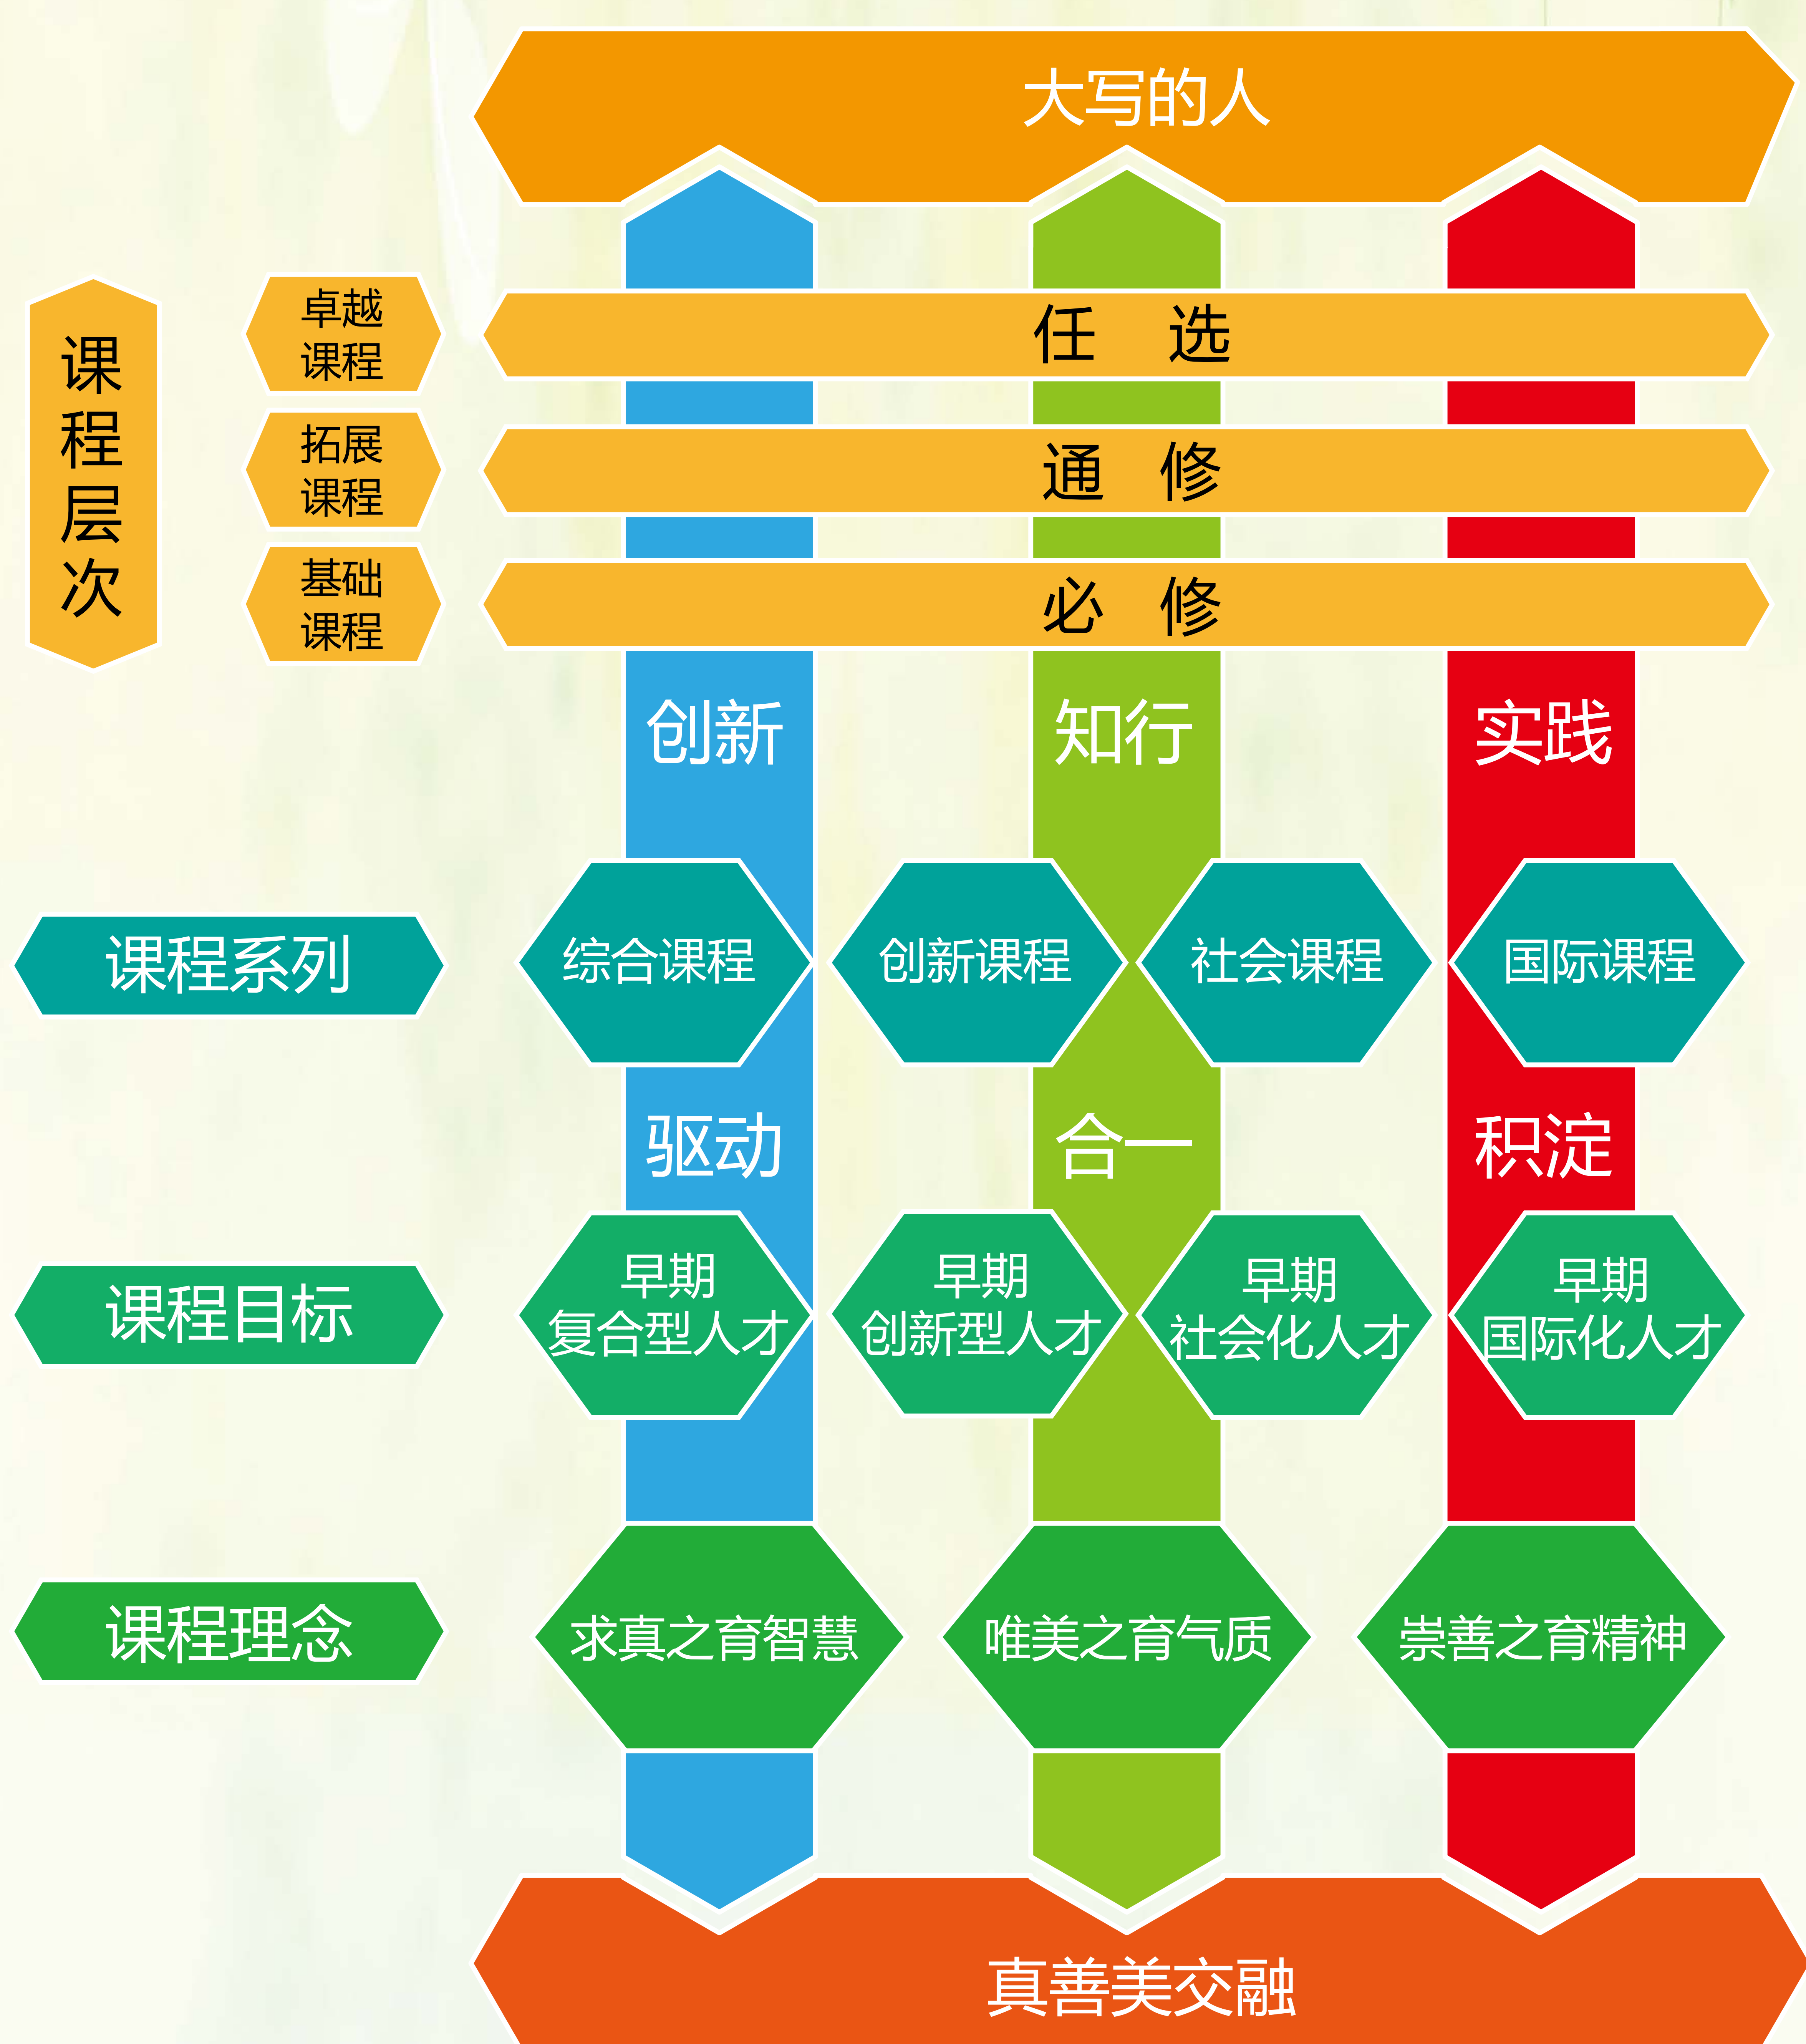 大写的人
课程层次
卓越
课程
任 选
拓展
课程
通 修
基础
课程
必 修
创新
知行
实践
课程系列
综合课程
创新课程
社会课程
国际课程
驱动
合一
积淀
课程目标
早期
复合型人才
早期
创新型人才
早期
社会化人才
早期
国际化人才
课程理念
求真之育智慧
唯美之育气质
崇善之育精神
真善美交融